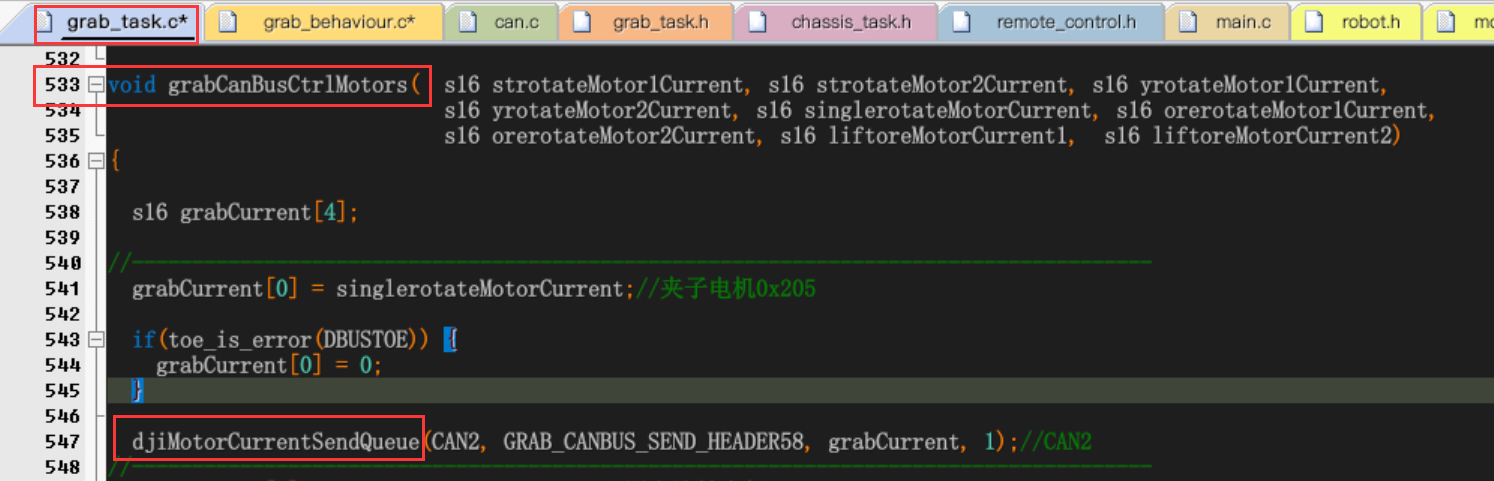 grab_task.c* grab_behaviour.c* can.c grab_task.h chassis_task.h remote_control.h main.c robot.h
532
533 void grabCanBusCtrlMotors( s16 strotateMotor1Current, s16 strotateMotor2Current, s16 yrotateMotor1Current,
534 s16 yrotateMotor2Current, s16 singlerotateMotorCurrent, s16 orerotateMotor1Current,
535 s16 orerotateMotor2Current, s16 liftoreMotorCurrent1, s16 liftoreMotorCurrent2)
536 {
537
538 s16 grabCurrent[4];
539
540 //-------------------------------------------------------------------------------------
541 grabCurrent[0] = singlerotateMotorCurrent;//夹子电机0x205
542
543 if(toe_is_error(DBUSTOE)) {
544 grabCurrent[0] = 0;
545 }
546
547 djiMotorCurrentSendQueue(CAN2, GRAB_CANBUS_SEND_HEADER58, grabCurrent, 1);//CAN2
548 //-------------------------------------------------------------------------------------